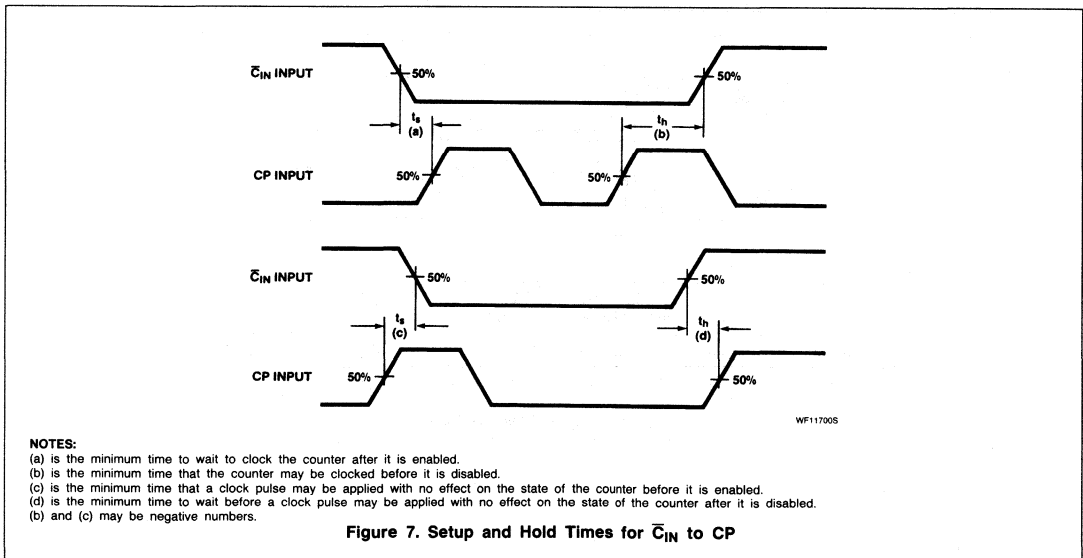 C̅IN INPUT
50%
50%
ts
(a)
th
(b)
CP INPUT
50%
50%
C̅IN INPUT
50%
50%
ts
(c)
th
(d)
CP INPUT
50%
50%
WF11700S
NOTES:
(a) is the minimum time to wait to clock the counter after it is enabled.
(b) is the minimum time that the counter may be clocked before it is disabled.
(c) is the minimum time that a clock pulse may be applied with no effect on the state of the counter before it is enabled.
(d) is the minimum time to wait before a clock pulse may be applied with no effect on the state of the counter after it is disabled.
(b) and (c) may be negative numbers.
Figure 7. Setup and Hold Times for C̅IN to CP